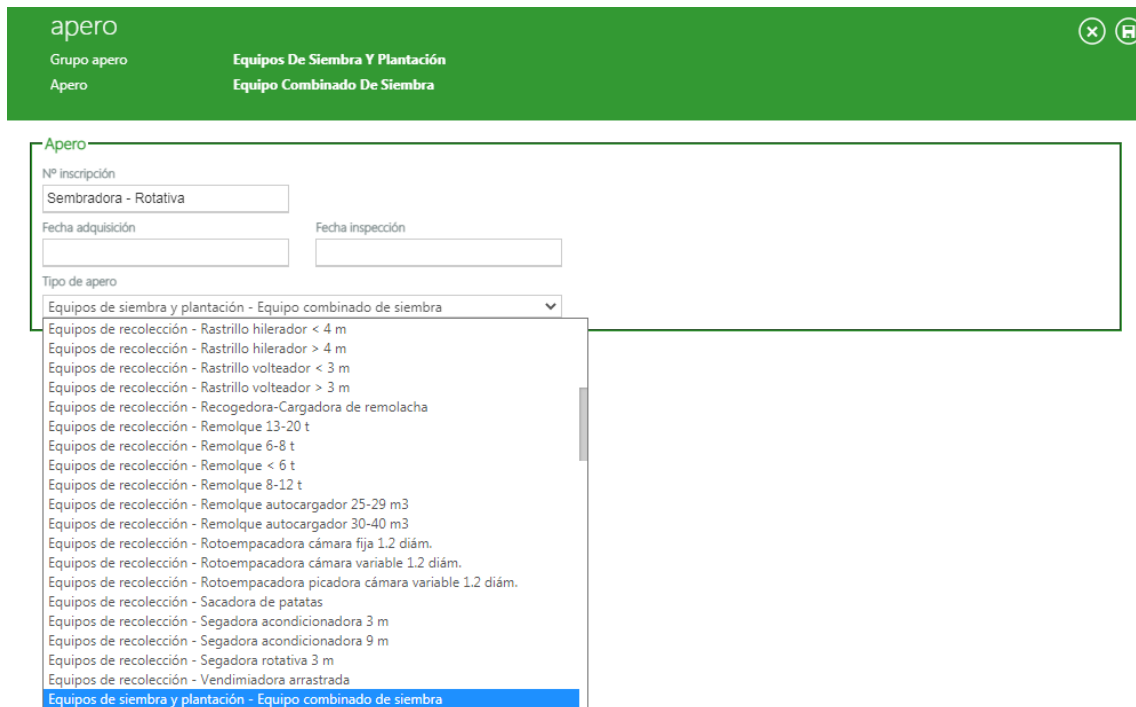 apero
Grupo apero Equipos De Siembra Y Plantación
Apero Equipo Combinado De Siembra
Apero
Nº inscripción
Sembradora - Rotativa
Fecha adquisición Fecha inspección
Tipo de apero
Equipos de siembra y plantación - Equipo combinado de siembra
Equipos de recolección - Rastrillo hilerador < 4 m
Equipos de recolección - Rastrillo hilerador > 4 m
Equipos de recolección - Rastrillo volteador < 3 m
Equipos de recolección - Rastrillo volteador > 3 m
Equipos de recolección - Recogedora-Cargadora de remolacha
Equipos de recolección - Remolque 13-20 t
Equipos de recolección - Remolque 6-8 t
Equipos de recolección - Remolque < 6 t
Equipos de recolección - Remolque 8-12 t
Equipos de recolección - Remolque autocargador 25-29 m3
Equipos de recolección - Remolque autocargador 30-40 m3
Equipos de recolección - Rotoempacadora cámara fija 1.2 diám.
Equipos de recolección - Rotoempacadora cámara variable 1.2 diám.
Equipos de recolección - Rotoempacadora picadora cámara variable 1.2 diám.
Equipos de recolección - Sacadora de patatas
Equipos de recolección - Segadora acondicionadora 3 m
Equipos de recolección - Segadora acondicionadora 9 m
Equipos de recolección - Segadora rotativa 3 m
Equipos de recolección - Vendimiadora arrastrada
Equipos de siembra y plantación - Equipo combinado de siembra